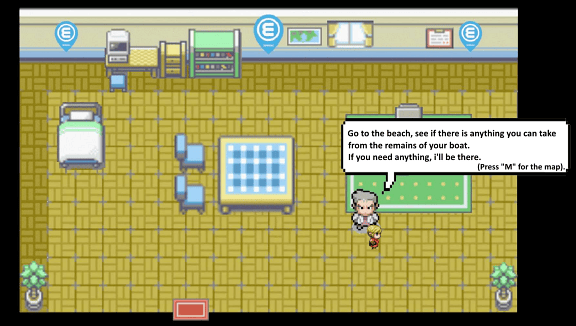 Go to the beach, see if there is anything you can take
from the remains of your boat.
If you need anything, i'll be there.
(Press "M" for the map).